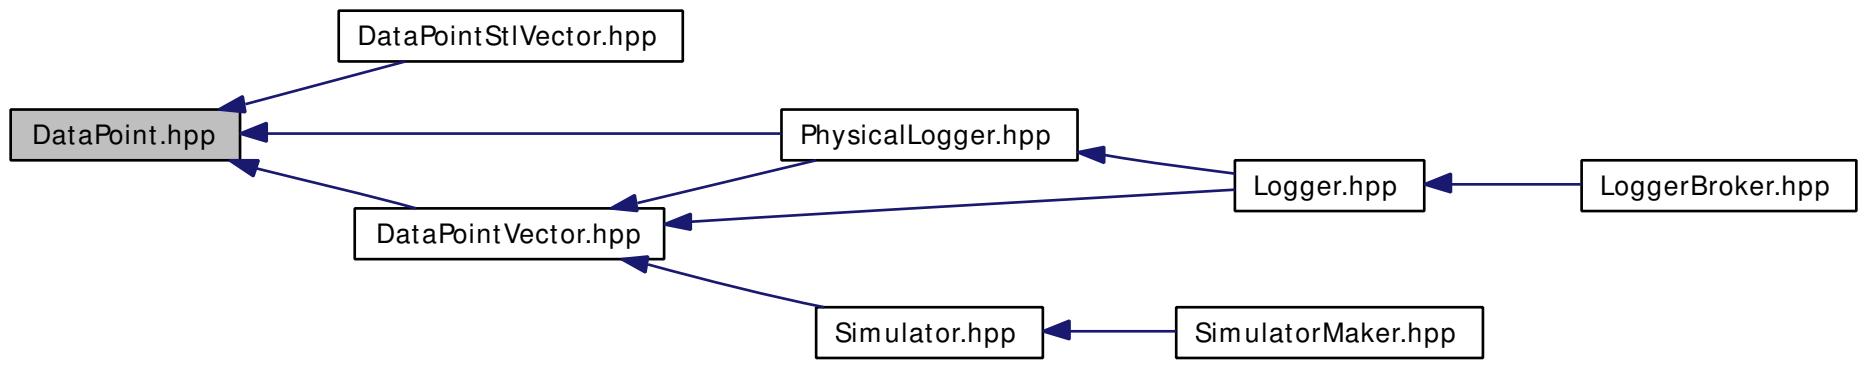 DataPointStlVector.hpp
DataPoint.hpp
PhysicalLogger.hpp
Logger.hpp
LoggerBroker.hpp
DataPointVector.hpp
Simulator.hpp
SimulatorMaker.hpp